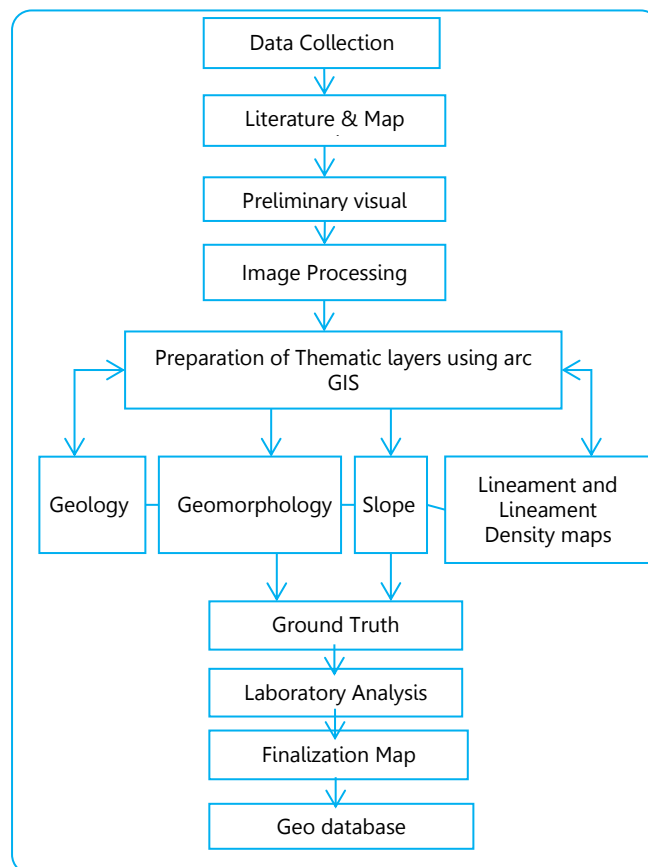 Data Collection
Literature & Map
Preliminary visual
Image Processing
Preparation of Thematic layers using arc
GIS
Geology
Geomorphology
Slope
Lineament and
Lineament
Density maps
Ground Truth
Laboratory Analysis
Finalization Map
Geo database